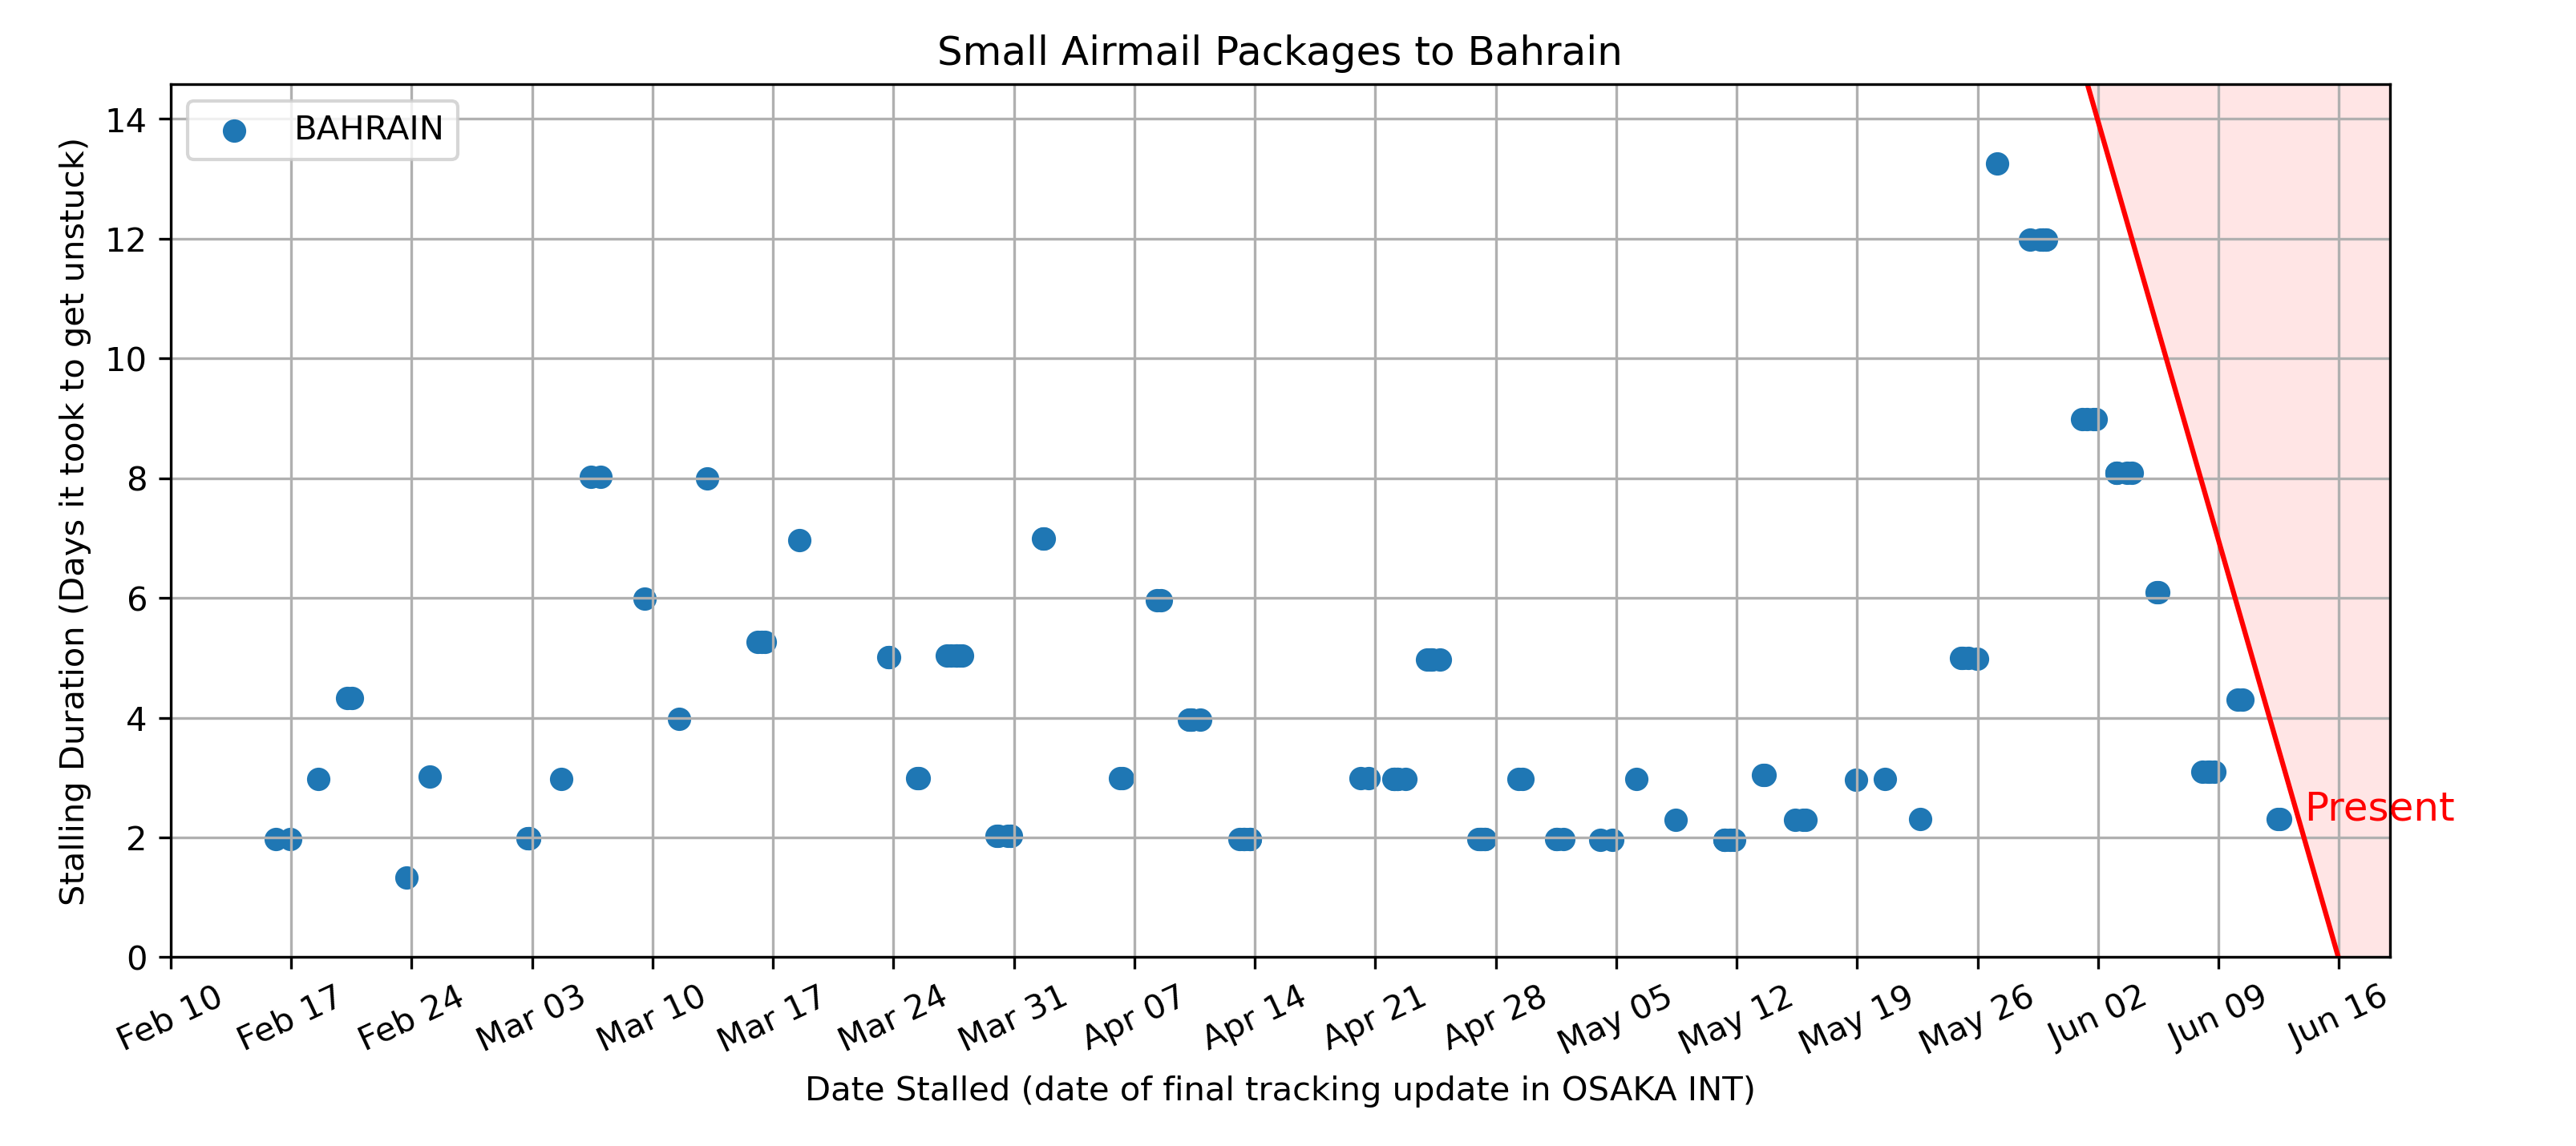 Small Airmail Packages to Bahrain
BAHRAIN
Stalling Duration (Days it took to get unstuck)
14
12
10
8
6
4
2
0
Present
Feb 10
Feb 17
Feb 24
Mar 03
Mar 10
Mar 17
Mar 24
Mar 31
Apr 07
Apr 14
Apr 21
Apr 28
May 05
May 12
May 19
May 26
Jun 02
Jun 09
Jun 16
Date Stalled (date of final tracking update in OSAKA INT)